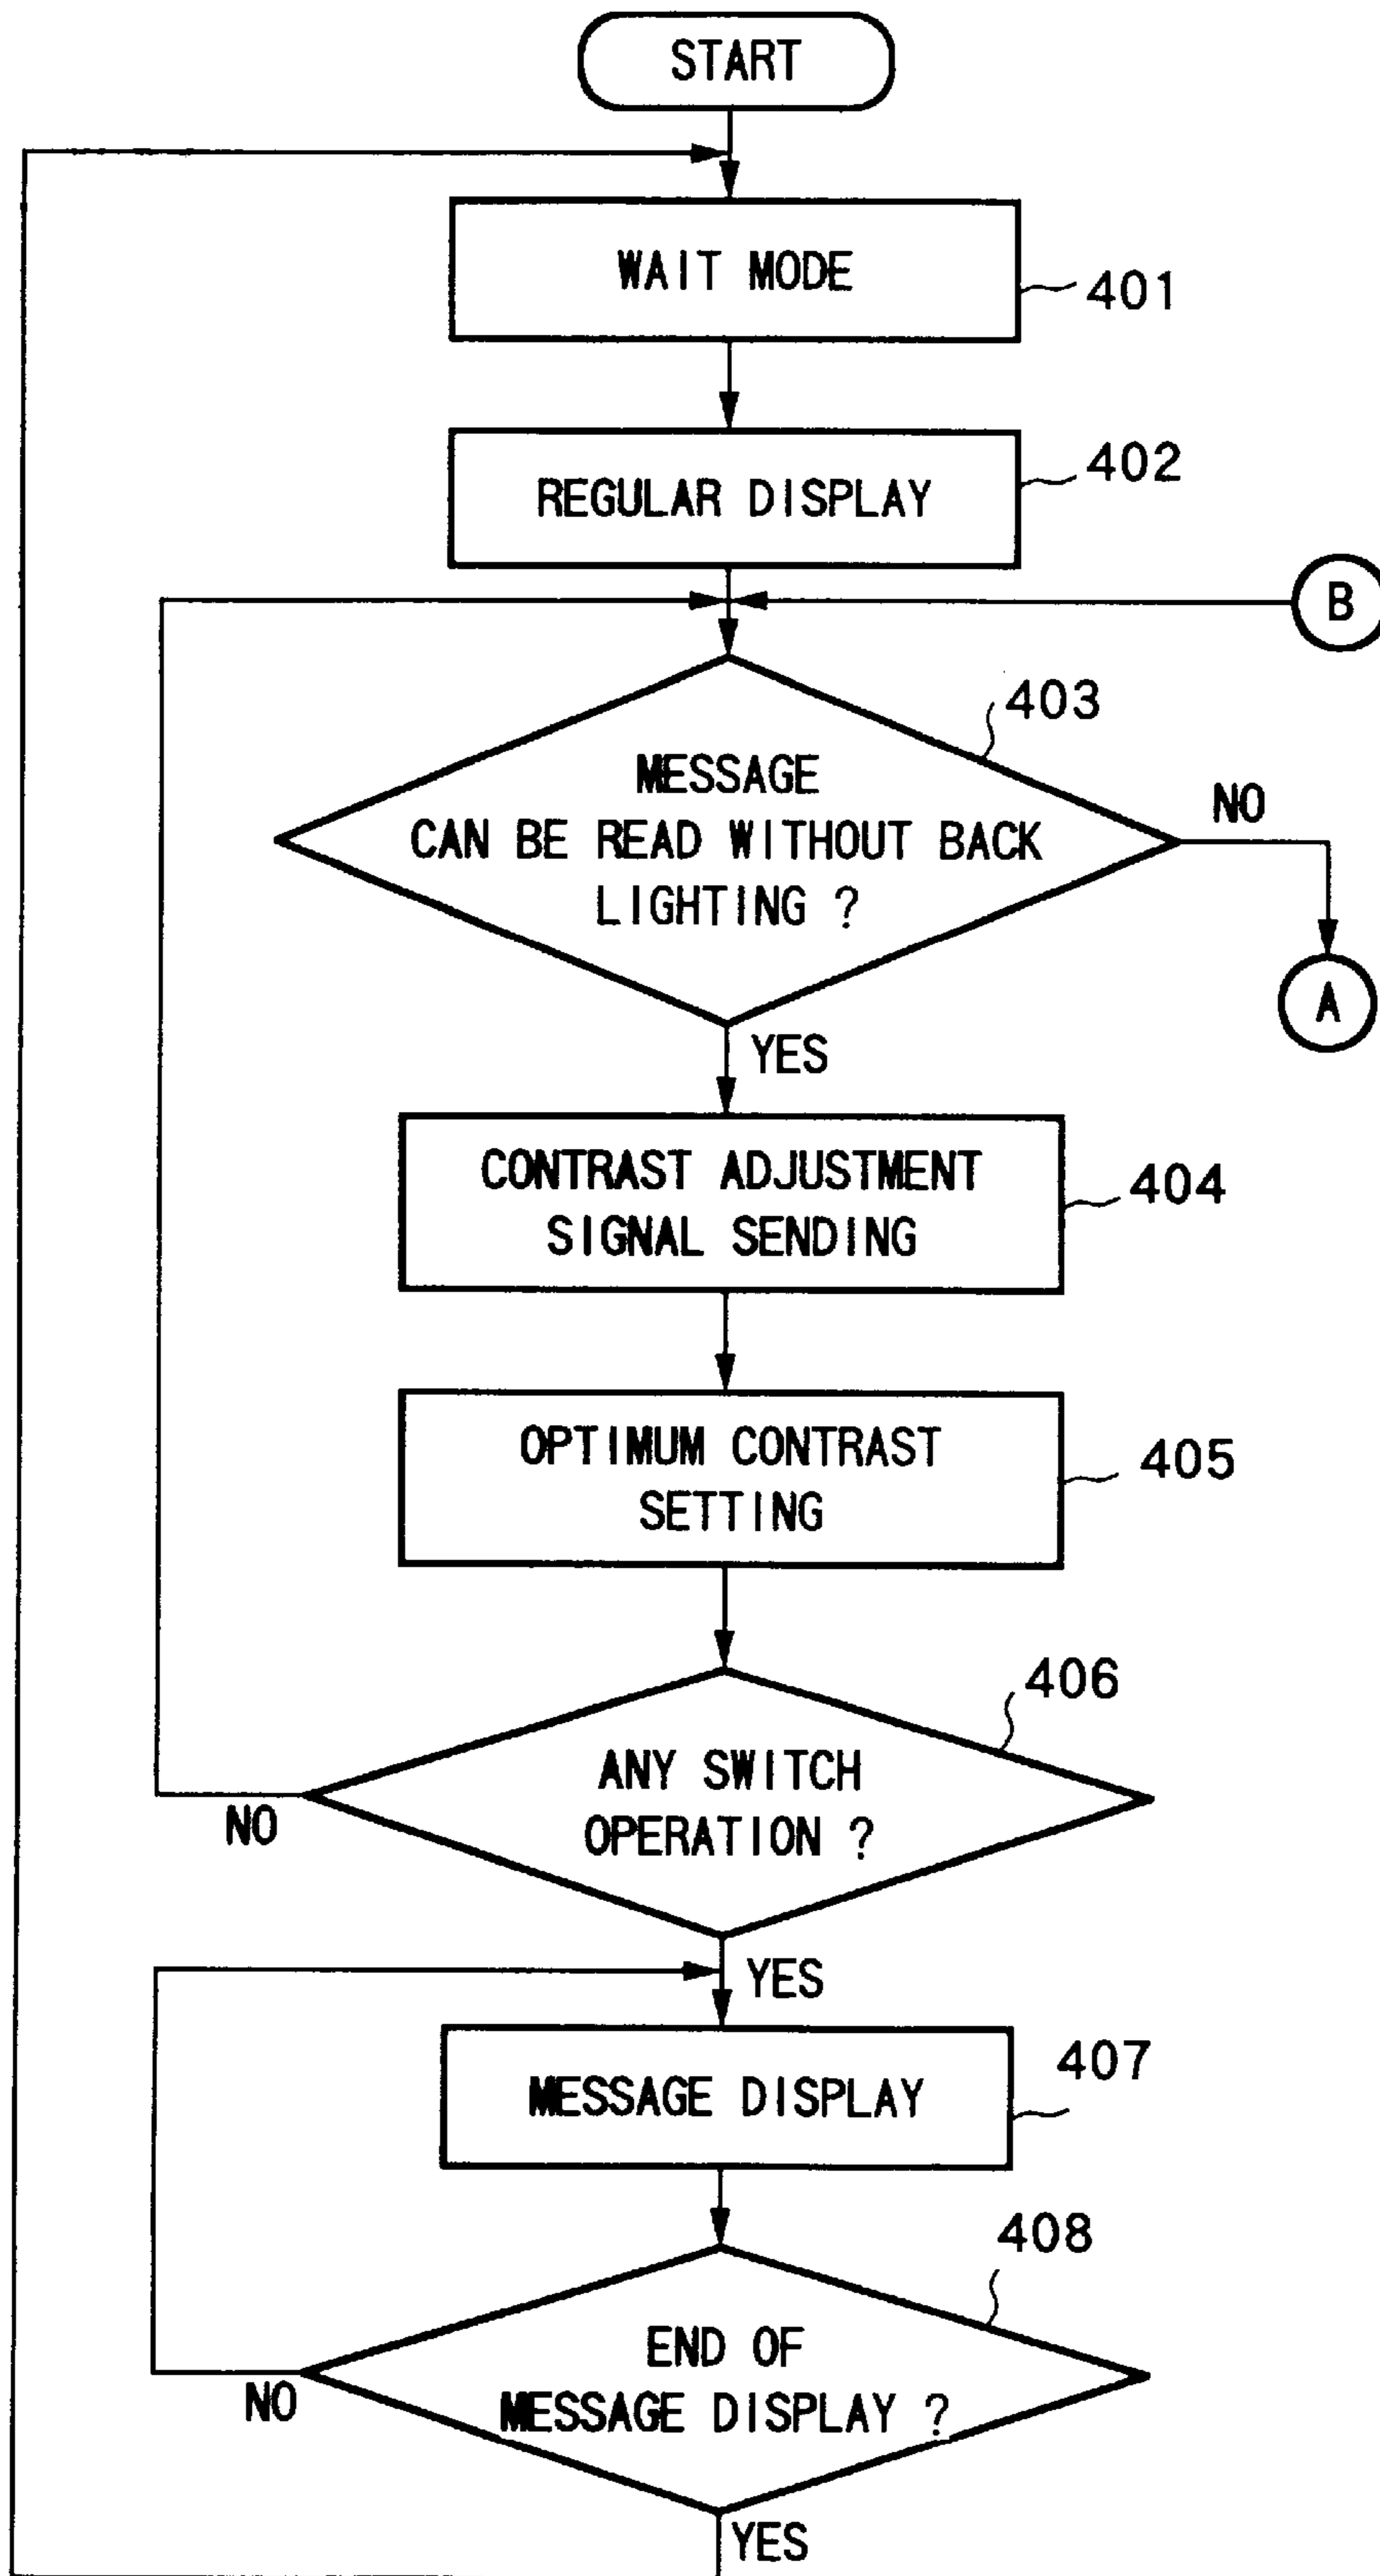 START
WAIT MODE
401
REGULAR DISPLAY
402
B
403
MESSAGE
CAN BE READ WITHOUT BACK
LIGHTING ?
NO
A
YES
CONTRAST ADJUSTMENT
SIGNAL SENDING
404
OPTIMUM CONTRAST
SETTING
405
406
ANY SWITCH
OPERATION ?
NO
YES
MESSAGE DISPLAY
407
408
END OF
MESSAGE DISPLAY ?
NO
YES